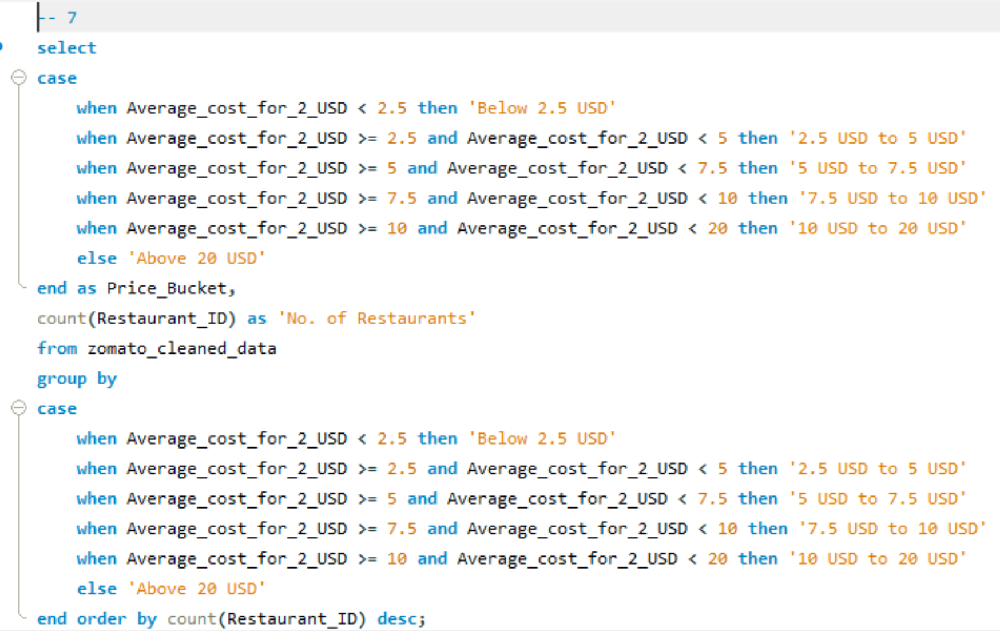 -- 7
select
case
when Average_cost_for_2_USD < 2.5 then 'Below 2.5 USD'
when Average_cost_for_2_USD >= 2.5 and Average_cost_for_2_USD < 5 then '2.5 USD to 5 USD'
when Average_cost_for_2_USD >= 5 and Average_cost_for_2_USD < 7.5 then '5 USD to 7.5 USD'
when Average_cost_for_2_USD >= 7.5 and Average_cost_for_2_USD < 10 then '7.5 USD to 10 USD'
when Average_cost_for_2_USD >= 10 and Average_cost_for_2_USD < 20 then '10 USD to 20 USD'
else 'Above 20 USD'
end as Price_Bucket,
count(Restaurant_ID) as 'No. of Restaurants'
from zomato_cleaned_data
group by
case
when Average_cost_for_2_USD < 2.5 then 'Below 2.5 USD'
when Average_cost_for_2_USD >= 2.5 and Average_cost_for_2_USD < 5 then '2.5 USD to 5 USD'
when Average_cost_for_2_USD >= 5 and Average_cost_for_2_USD < 7.5 then '5 USD to 7.5 USD'
when Average_cost_for_2_USD >= 7.5 and Average_cost_for_2_USD < 10 then '7.5 USD to 10 USD'
when Average_cost_for_2_USD >= 10 and Average_cost_for_2_USD < 20 then '10 USD to 20 USD'
else 'Above 20 USD'
end order by count(Restaurant_ID) desc;